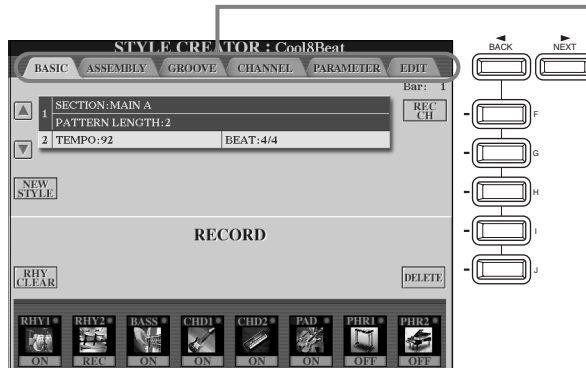 STYLE CREATOR : Cool8Beat
BACK
NEXT
BASIC ASSEMBLY GROOVE CHANNEL PARAMETER EDIT
Bar: 1
1 SECTION:MAIN A
PATTERN LENGTH:2
REC CH
2 TEMPO:92 BEAT:4/4
NEW STYLE
RECORD
RHY CLEAR
DELETE
RHY1 RHY2 BASS CHD1 CHD2 PAD PHR1 PHR2
ON REC ON ON ON ON OFF OFF
F
G
H
I
J